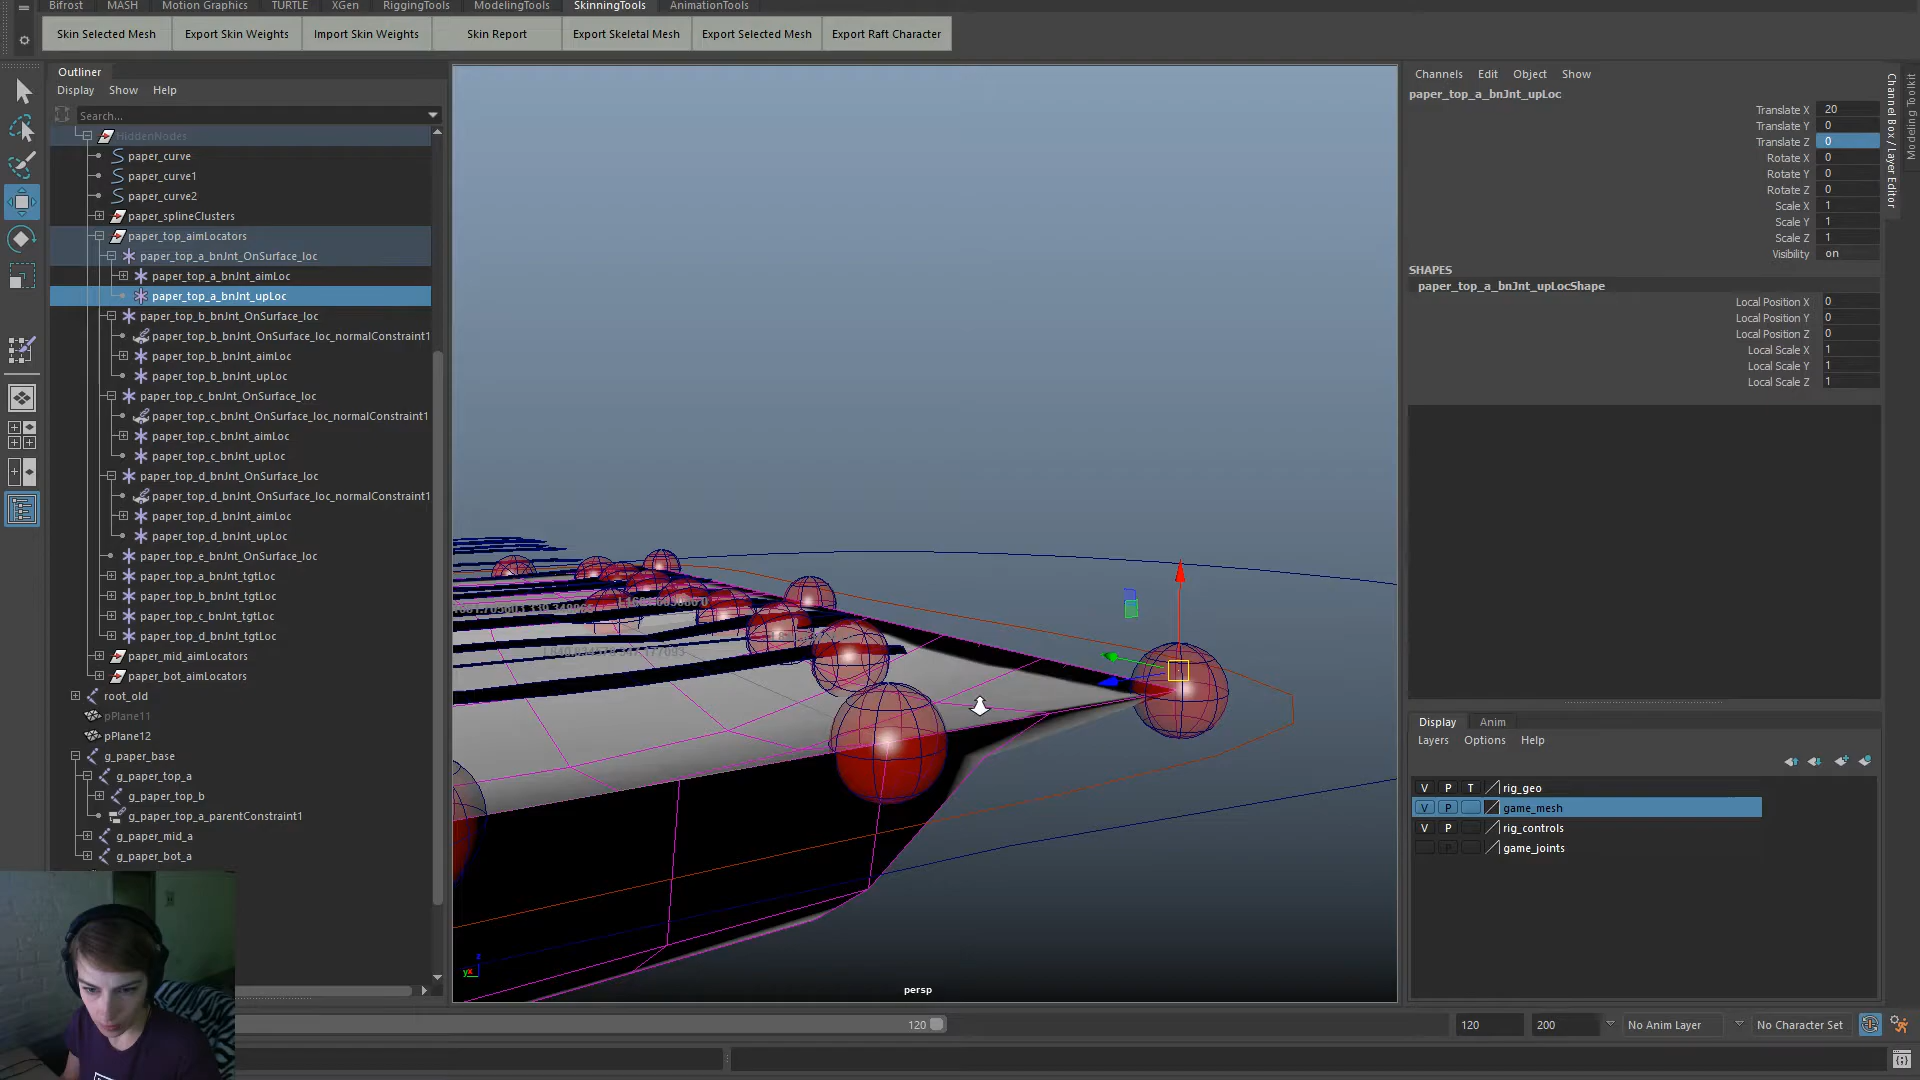 Bifrost MASH Motion Graphics TURTLE XGen RiggingTools ModelingTools SkinningTools AnimationTools
Skin Selected Mesh Export Skin Weights Import Skin Weights Skin Report Export Skeletal Mesh Export Selected Mesh Export Raft Character
Outliner
Display Show Help
Search...
HiddenNodes
paper_curve
paper_curve1
paper_curve2
paper_splineClusters
paper_top_aimLocators
paper_top_a_bnJnt_OnSurface_loc
paper_top_a_bnJnt_aimLoc
paper_top_a_bnJnt_upLoc
paper_top_b_bnJnt_OnSurface_loc
paper_top_b_bnJnt_OnSurface_loc_normalConstraint1
paper_top_b_bnJnt_aimLoc
paper_top_b_bnJnt_upLoc
paper_top_c_bnJnt_OnSurface_loc
paper_top_c_bnJnt_OnSurface_loc_normalConstraint1
paper_top_c_bnJnt_aimLoc
paper_top_c_bnJnt_upLoc
paper_top_d_bnJnt_OnSurface_loc
paper_top_d_bnJnt_OnSurface_loc_normalConstraint1
paper_top_d_bnJnt_aimLoc
paper_top_d_bnJnt_upLoc
paper_top_e_bnJnt_OnSurface_loc
paper_top_a_bnJnt_tgtLoc
paper_top_b_bnJnt_tgtLoc
paper_top_c_bnJnt_tgtLoc
paper_top_d_bnJnt_tgtLoc
paper_mid_aimLocators
paper_bot_aimLocators
root_old
pPlane11
pPlane12
g_paper_base
g_paper_top_a
g_paper_top_b
g_paper_top_a_parentConstraint1
g_paper_mid_a
g_paper_bot_a
persp
Channels Edit Object Show
paper_top_a_bnJnt_upLoc
Translate X 20
Translate Y 0
Translate Z 0
Rotate X 0
Rotate Y 0
Rotate Z 0
Scale X 1
Scale Y 1
Scale Z 1
Visibility on
SHAPES
paper_top_a_bnJnt_upLocShape
Local Position X 0
Local Position Y 0
Local Position Z 0
Local Scale X 1
Local Scale Y 1
Local Scale Z 1
Channel Box / Layer Editor
Modeling Toolkit
Display Anim
Layers Options Help
V P T rig_geo
V P game_mesh
V P rig_controls
P game_joints
120 120 200 No Anim Layer No Character Set